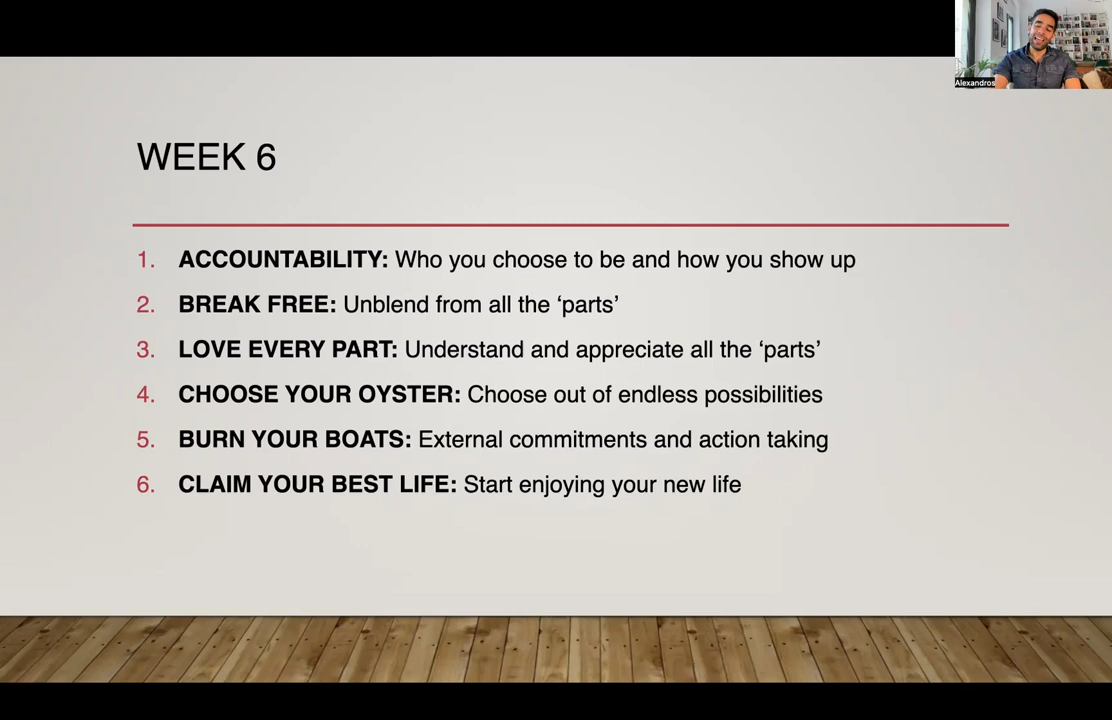 Alexandros
WEEK 6
1. ACCOUNTABILITY: Who you choose to be and how you show up
2. BREAK FREE: Unblend from all the ‘parts’
3. LOVE EVERY PART: Understand and appreciate all the ‘parts’
4. CHOOSE YOUR OYSTER: Choose out of endless possibilities
5. BURN YOUR BOATS: External commitments and action taking
6. CLAIM YOUR BEST LIFE: Start enjoying your new life